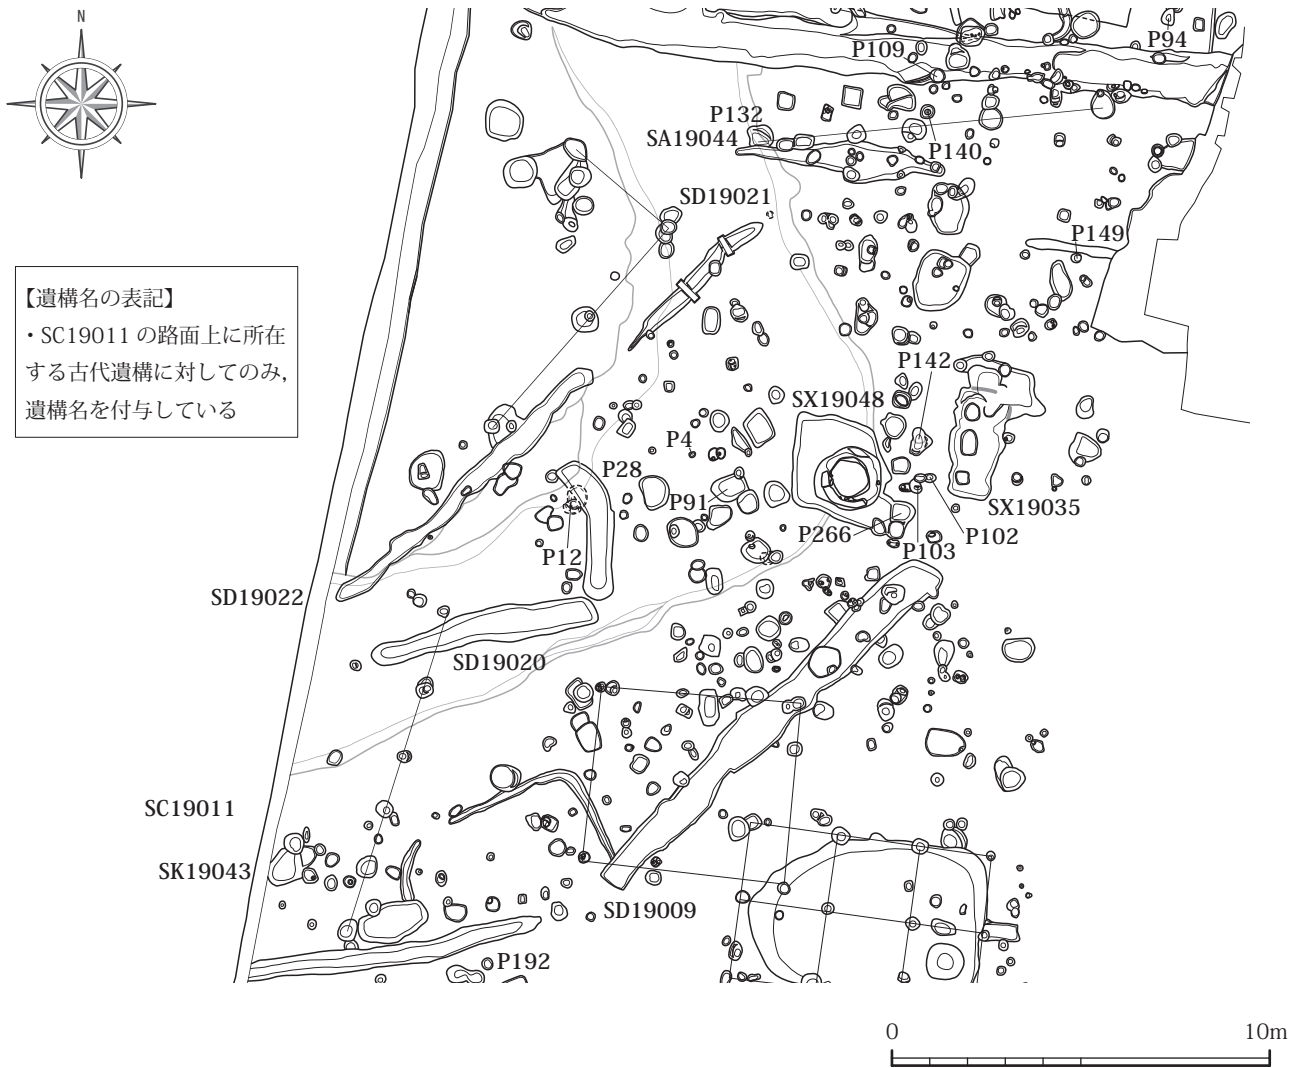 N
P109
P94
P132
SA19044
P140
SD19021
P149
【遺構名の表記】
・SC19011 の路面上に所在
する古代遺構に対してのみ,
遺構名を付与している
P142
SX19048
P4
P28
P91
SX19035
P266
P102
P103
P12
SD19022
SD19020
SC19011
SK19043
SD19009
P192
0 10m